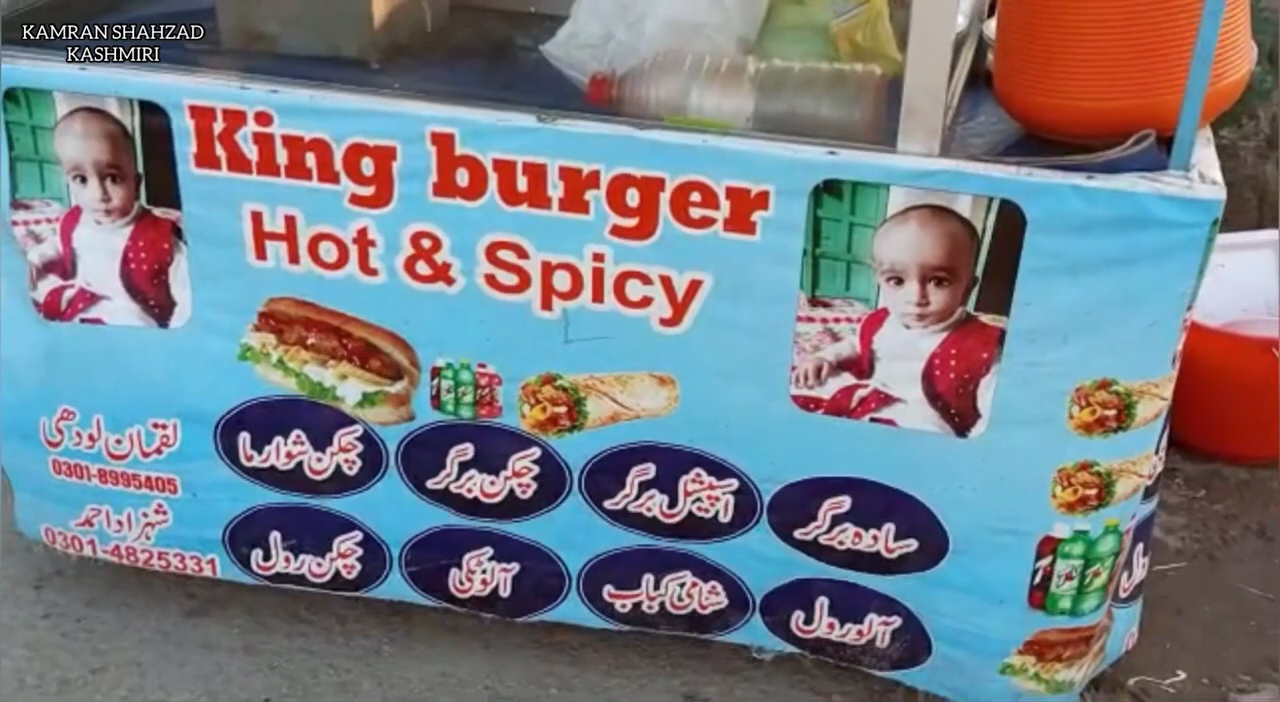 KAMRAN SHAHZAD
KASHMIRI
King burger
Hot & Spicy
سادہ برگر
اسپیشل برگر
چکن برگر
چکن شوارما
آلو رول
شامی کباب
آلو ٹکی
چکن رول
لقمان لودھی
0301-8995405
شہزاد احمد
0301-4825331